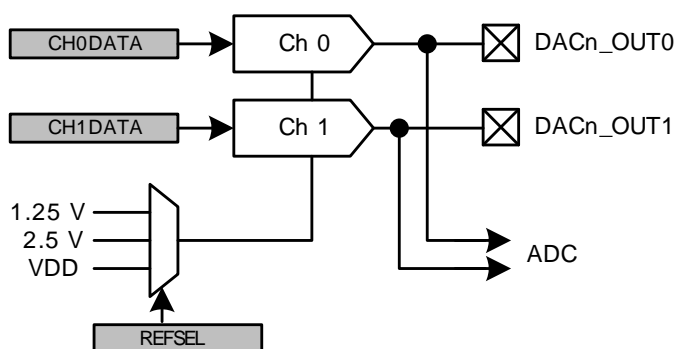 CH0DATA
Ch 0
DACn_OUT0
CH1DATA
Ch 1
DACn_OUT1
1.25 V
2.5 V
VDD
ADC
REFSEL